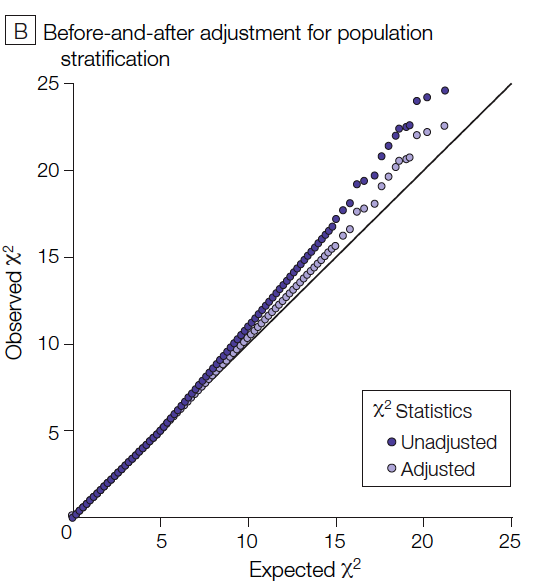 B Before-and-after adjustment for population
stratification
25
20
15
10
5
0
5
10
15
20
25
Observed χ²
Expected χ²
χ² Statistics
Unadjusted
Adjusted